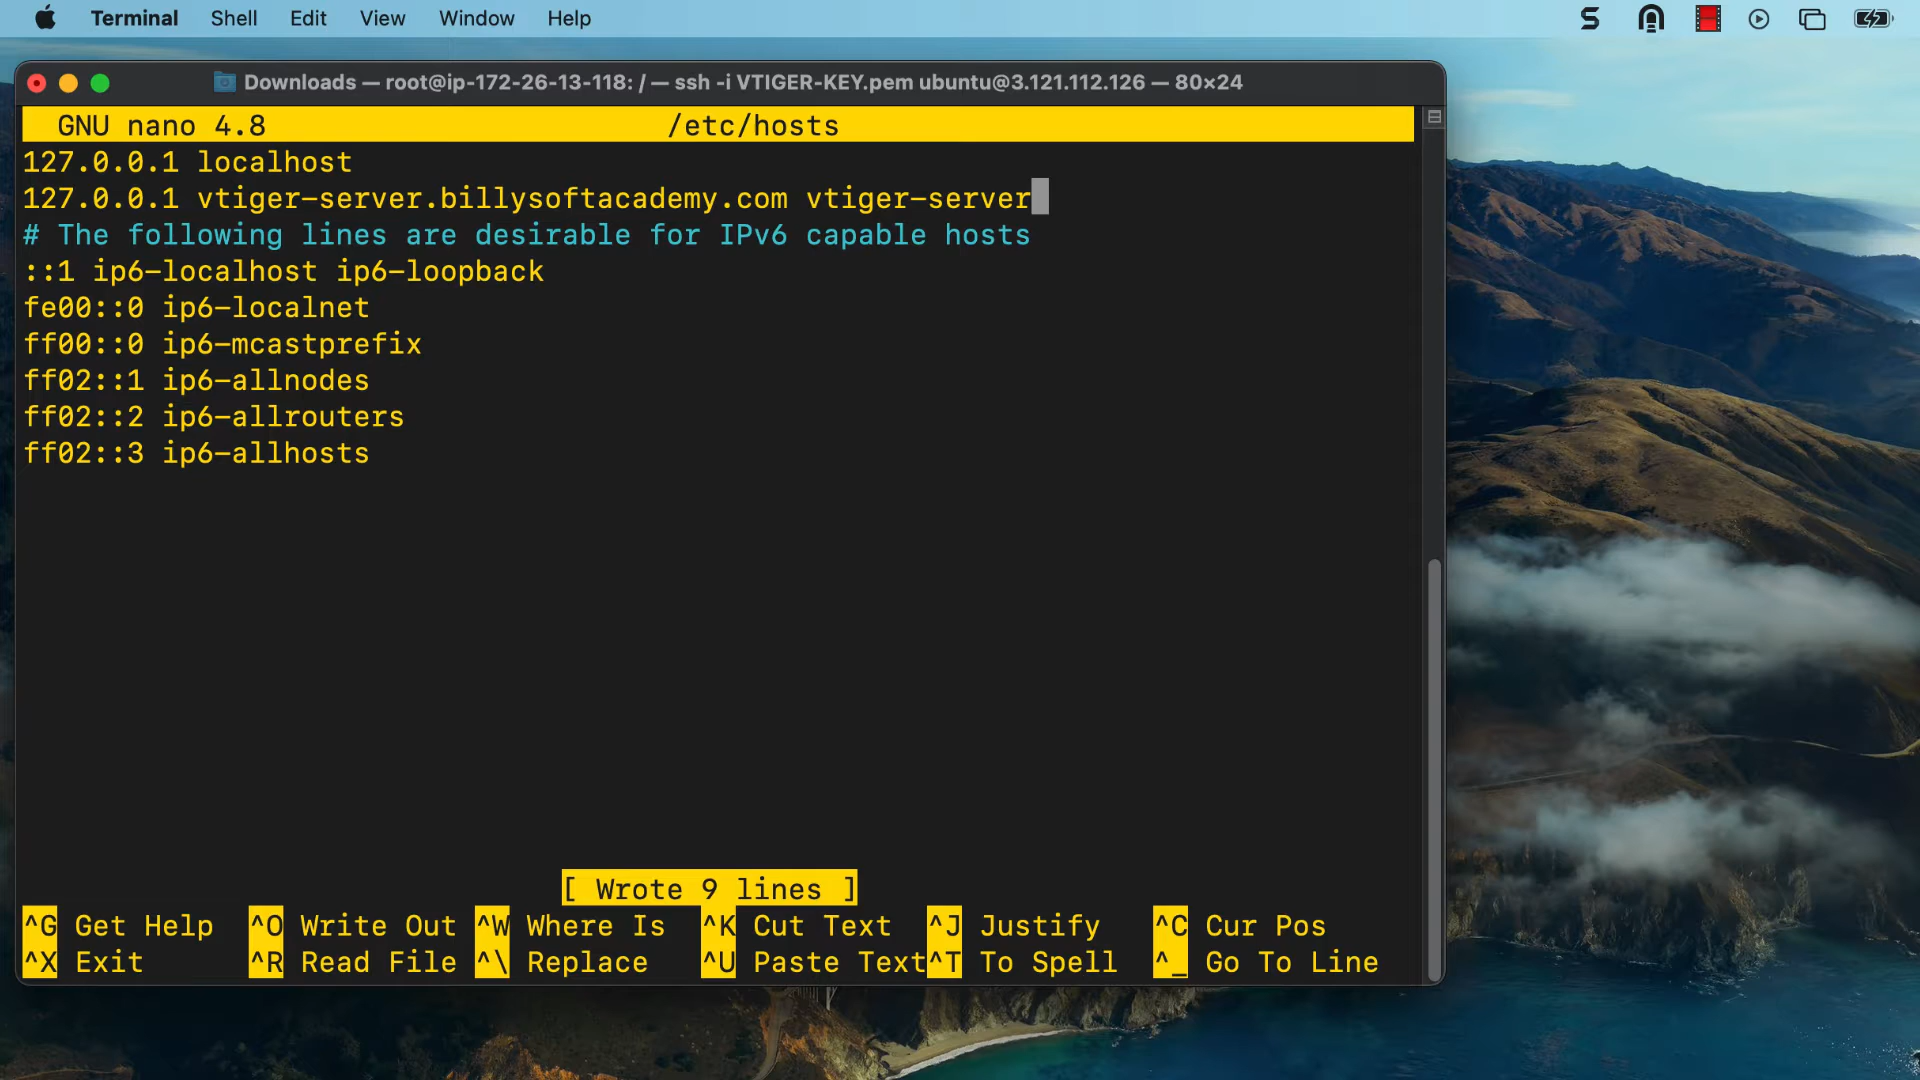 Terminal Shell Edit View Window Help
Downloads — root@ip-172-26-13-118: / — ssh -i VTIGER-KEY.pem ubuntu@3.121.112.126 — 80×24
GNU nano 4.8 /etc/hosts
127.0.0.1 localhost
127.0.0.1 vtiger-server.billysoftacademy.com vtiger-server
# The following lines are desirable for IPv6 capable hosts
::1 ip6-localhost ip6-loopback
fe00::0 ip6-localnet
ff00::0 ip6-mcastprefix
ff02::1 ip6-allnodes
ff02::2 ip6-allrouters
ff02::3 ip6-allhosts
[ Wrote 9 lines ]
^G Get Help ^O Write Out ^W Where Is ^K Cut Text ^J Justify ^C Cur Pos
^X Exit ^R Read File ^\ Replace ^U Paste Text ^T To Spell ^_ Go To Line